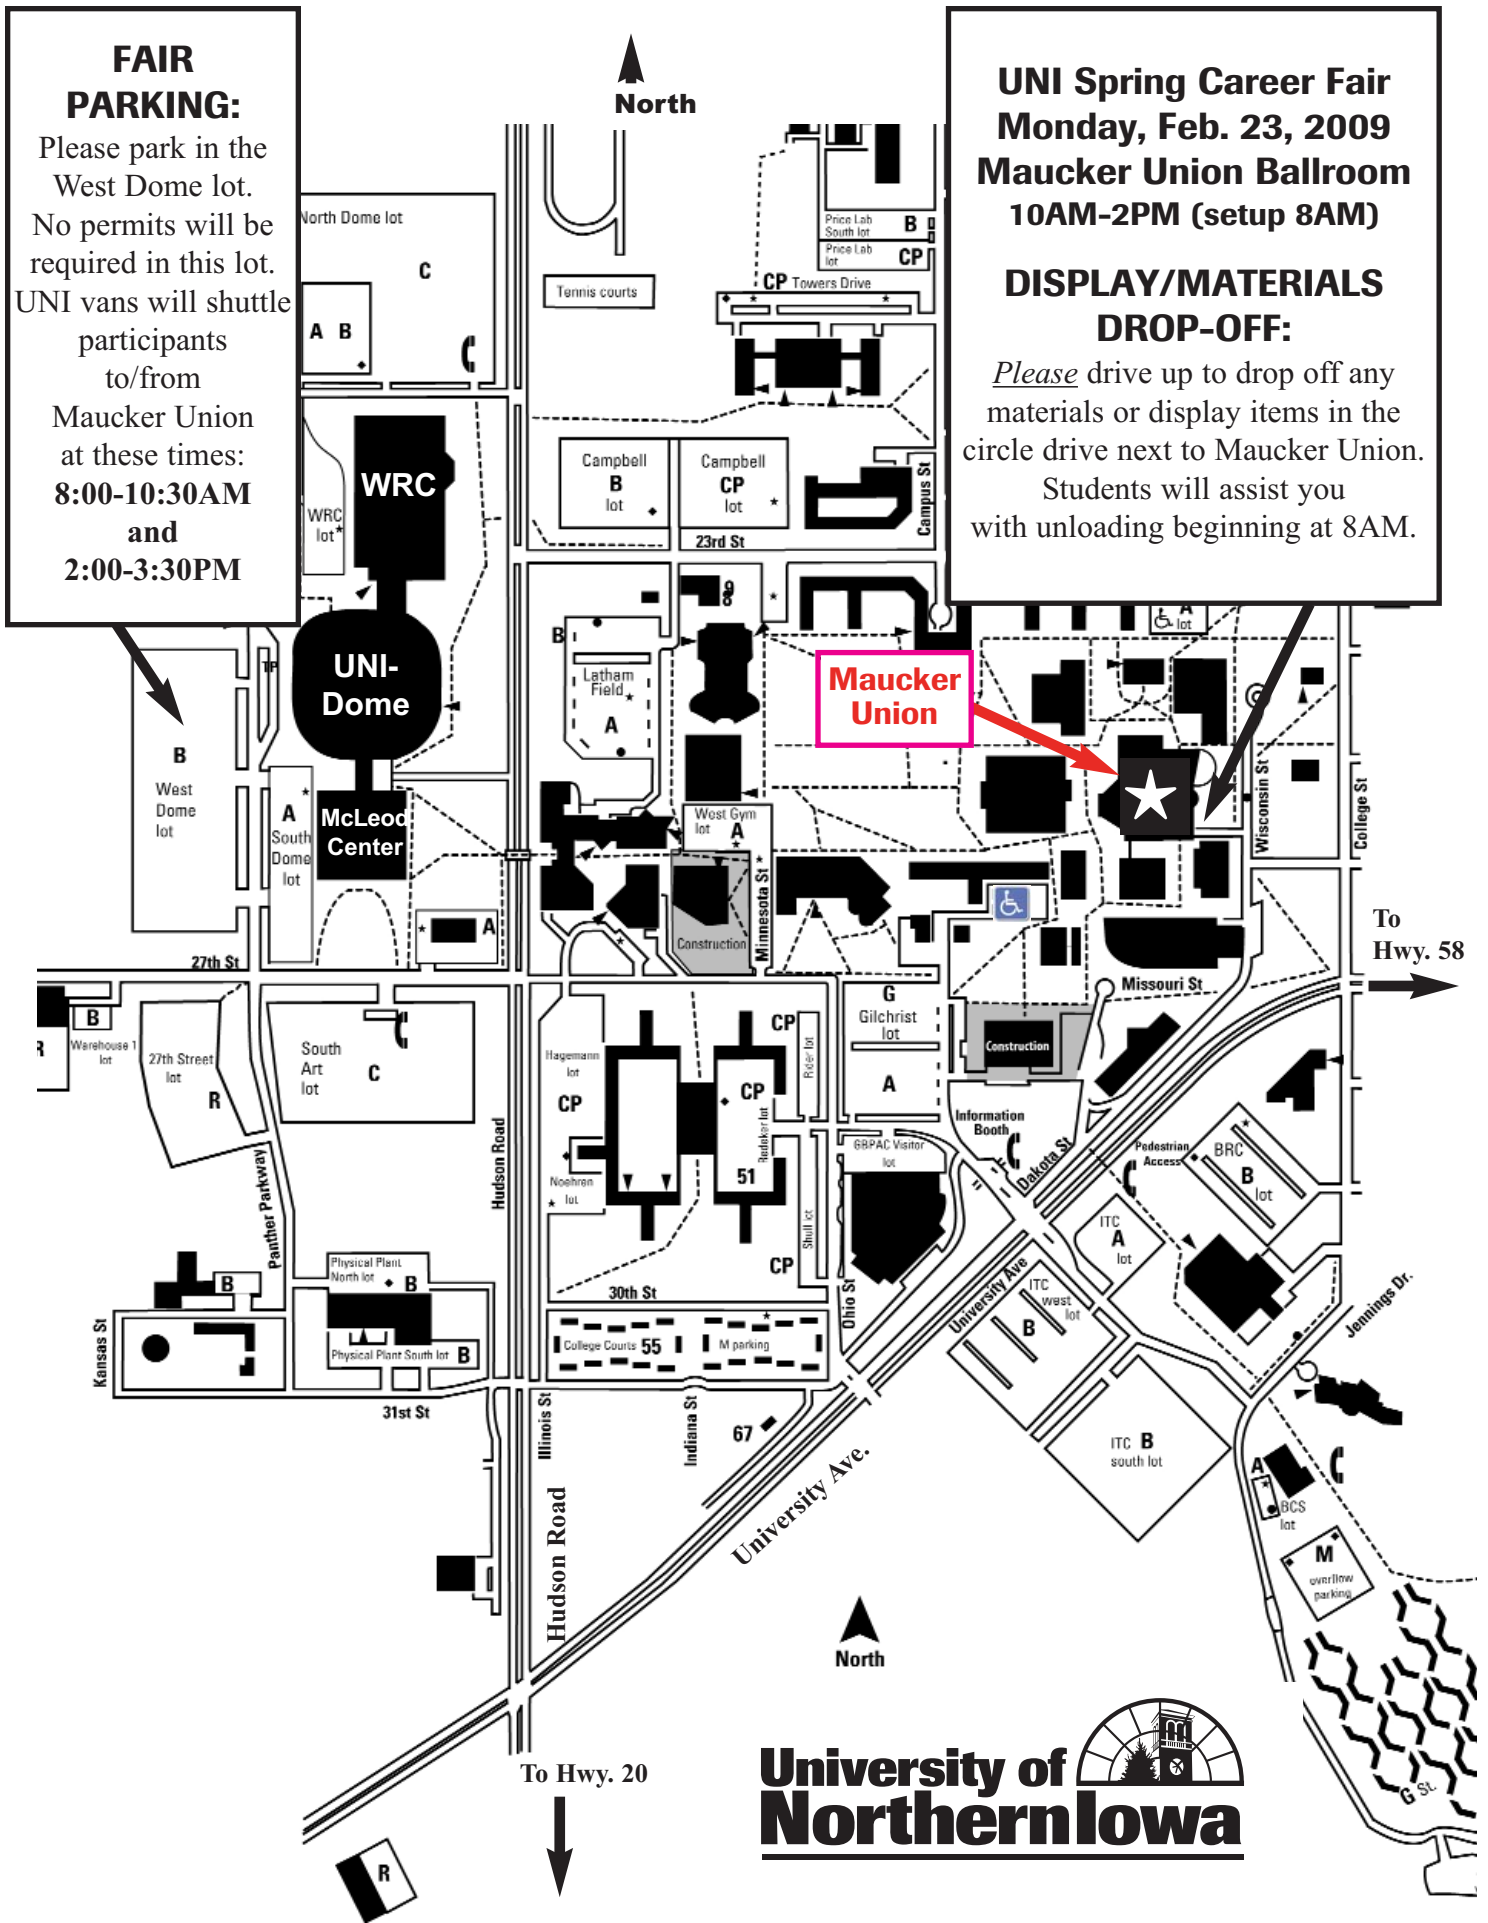 FAIR
PARKING:
Please park in the
West Dome lot.
No permits will be
required in this lot.
UNI vans will shuttle
participants
to/from
Maucker Union
at these times:
8:00-10:30AM
and
2:00-3:30PM
North
UNI Spring Career Fair
Monday, Feb. 23, 2009
Maucker Union Ballroom
10AM-2PM (setup 8AM)
DISPLAY/MATERIALS
DROP-OFF:
Please drive up to drop off any
materials or display items in the
circle drive next to Maucker Union.
Students will assist you
with unloading beginning at 8AM.
North Dome lot
C
A B
Tennis courts
Price Lab
South lot
B
Price Lab
lot
CP
CP Towers Drive
WRC
WRC
lot
Campbell
B
lot
Campbell
CP
lot
Campus St
23rd St
9
8
B
Latham
Field
A
A
lot
TP
UNI-
Dome
Maucker
Union
B
West
Dome
lot
A
South
Dome
lot
McLeod
Center
West Gym
lot
A
Wisconsin St
College St
A
Construction
Minnesota St
27th St
To
Hwy. 58
Missouri St
G
Gilchrist
lot
A
Construction
B
Warehouse 1
lot
R
27th Street
lot
R
South
Art
lot
C
Hagemann
lot
CP
CP
Rider lot
CP
Redeker lot
51
Noehren
lot
Shull lot
CP
Hudson Road
Panther Parkway
Information
Booth
GBPAC Visitor
lot
Dakota St
Pedestrian
Access
BRC
B
lot
ITC
A
lot
ITC
west
lot
B
University Ave
Jennings Dr.
Physical Plant
North lot
B
B
30th St
Ohio St
College Courts 55
M parking
Physical Plant South lot B
Kansas St
31st St
Illinois St
Indiana St
67
ITC B
south lot
A
BCS
lot
M
overflow
parking
Hudson Road
University Ave.
North
G St.
To Hwy. 20
R
University of
Northern Iowa